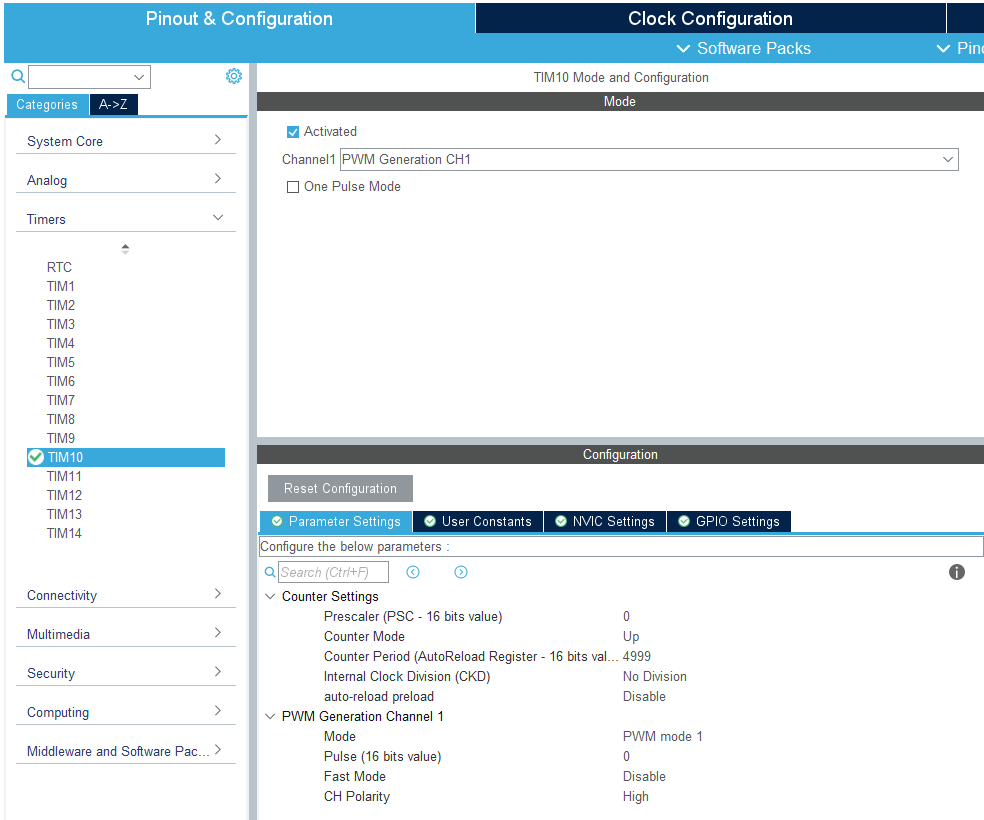 Pinout & Configuration
Clock Configuration
Software Packs
Pin
TIM10 Mode and Configuration
Categories
A->Z
System Core
Analog
Timers
RTC
TIM1
TIM2
TIM3
TIM4
TIM5
TIM6
TIM7
TIM8
TIM9
TIM10
TIM11
TIM12
TIM13
TIM14
Connectivity
Multimedia
Security
Computing
Middleware and Software Pac...
Mode
Activated
Channel1 PWM Generation CH1
One Pulse Mode
Configuration
Reset Configuration
Parameter Settings
User Constants
NVIC Settings
GPIO Settings
Configure the below parameters :
Search (Ctrl+F)
Counter Settings
Prescaler (PSC - 16 bits value) 0
Counter Mode Up
Counter Period (AutoReload Register - 16 bits val... 4999
Internal Clock Division (CKD) No Division
auto-reload preload Disable
PWM Generation Channel 1
Mode PWM mode 1
Pulse (16 bits value) 0
Fast Mode Disable
CH Polarity High